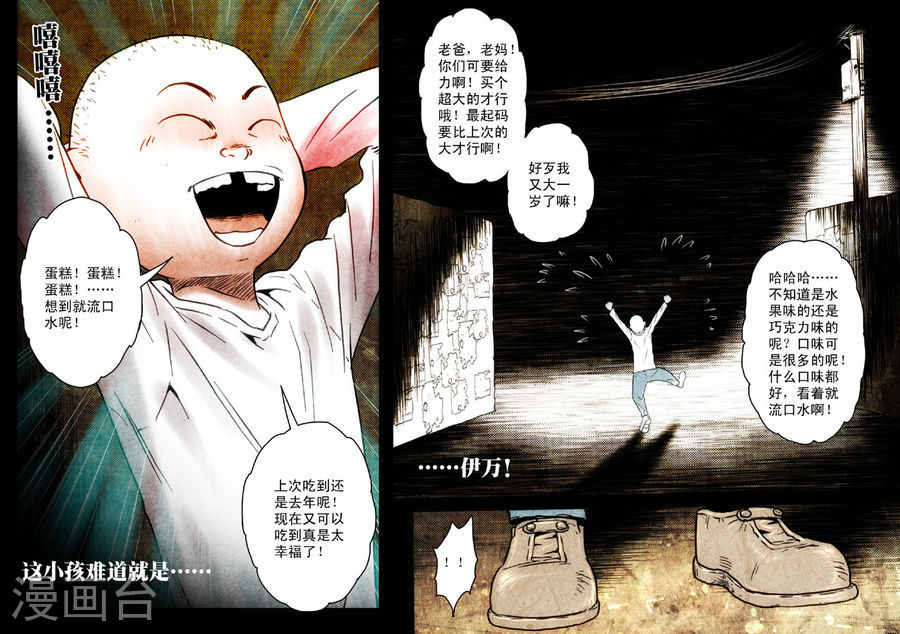 嘻嘻嘻……
蛋糕！蛋糕！
蛋糕！……
想到就流口
水呢！
上次吃到还
是去年呢！
现在又可以
吃到真是太
幸福了！
这小孩难道就是……
漫画台
老爸，老妈！
你们可要给
力啊！买个
超大的才行
哦！最起码
要比上次的
大才行啊！
好歹我
又大一
岁了嘛！
哈哈哈……
不知道是水
果味的还是
巧克力味的
呢？口味可
是很多的呢！
什么口味都
好，看着就
流口水啊！
……伊万！
！！